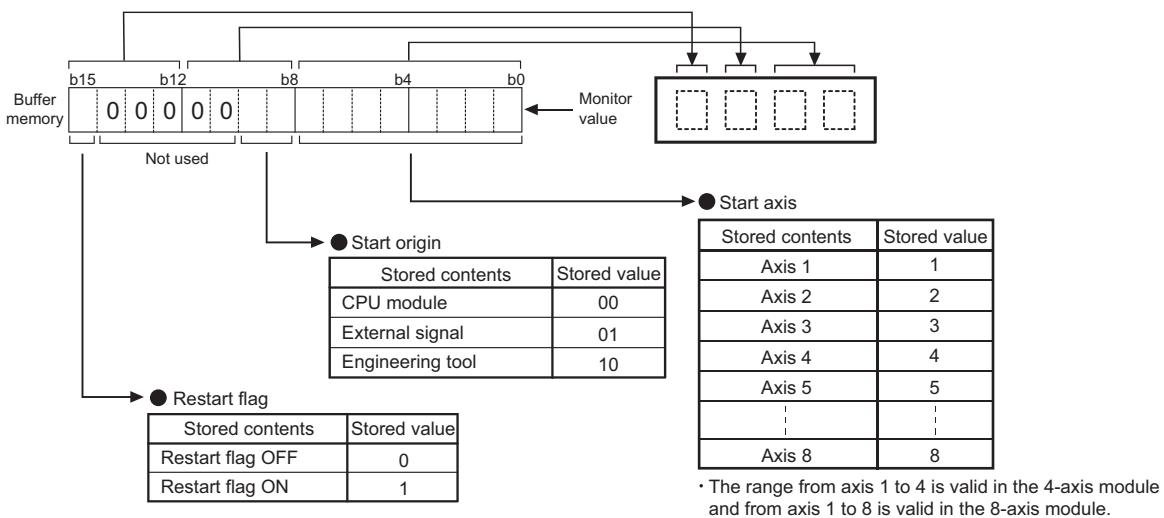 b15 b12 b8 b4 b0
Buffer memory
0 0 0 0 0
Monitor value
Not used
● Start origin
Stored contents Stored value
CPU module 00
External signal 01
Engineering tool 10
● Restart flag
Stored contents Stored value
Restart flag OFF 0
Restart flag ON 1
● Start axis
Stored contents Stored value
Axis 1 1
Axis 2 2
Axis 3 3
Axis 4 4
Axis 5 5
Axis 8 8
· The range from axis 1 to 4 is valid in the 4-axis module
and from axis 1 to 8 is valid in the 8-axis module.